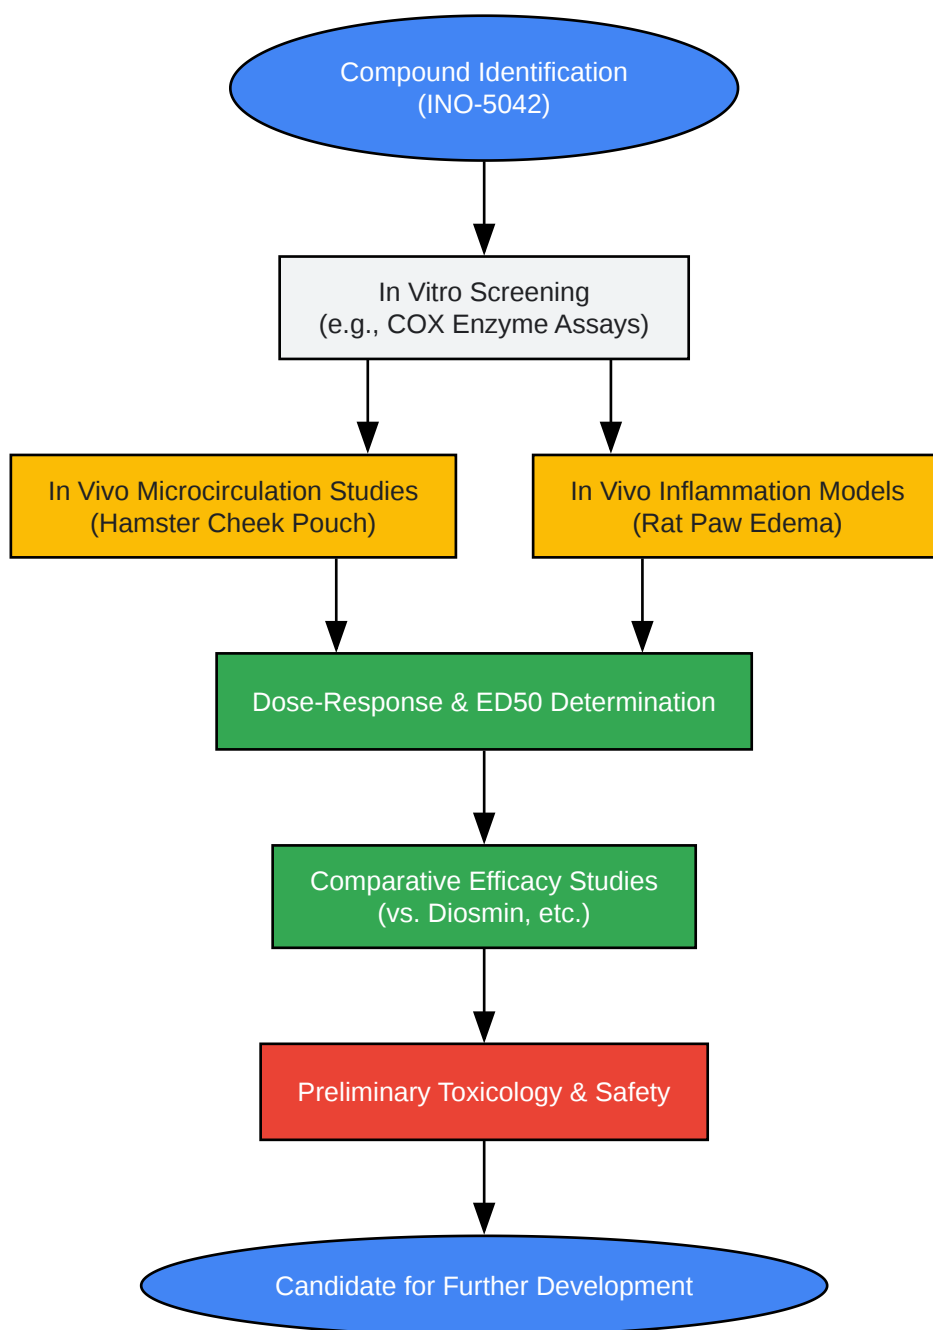 Compound Identification
(INO-5042)
In Vitro Screening
(e.g., COX Enzyme Assays)
In Vivo Microcirculation Studies
(Hamster Cheek Pouch)
In Vivo Inflammation Models
(Rat Paw Edema)
Dose-Response & ED50 Determination
Comparative Efficacy Studies
(vs. Diosmin, etc.)
Preliminary Toxicology & Safety
Candidate for Further Development